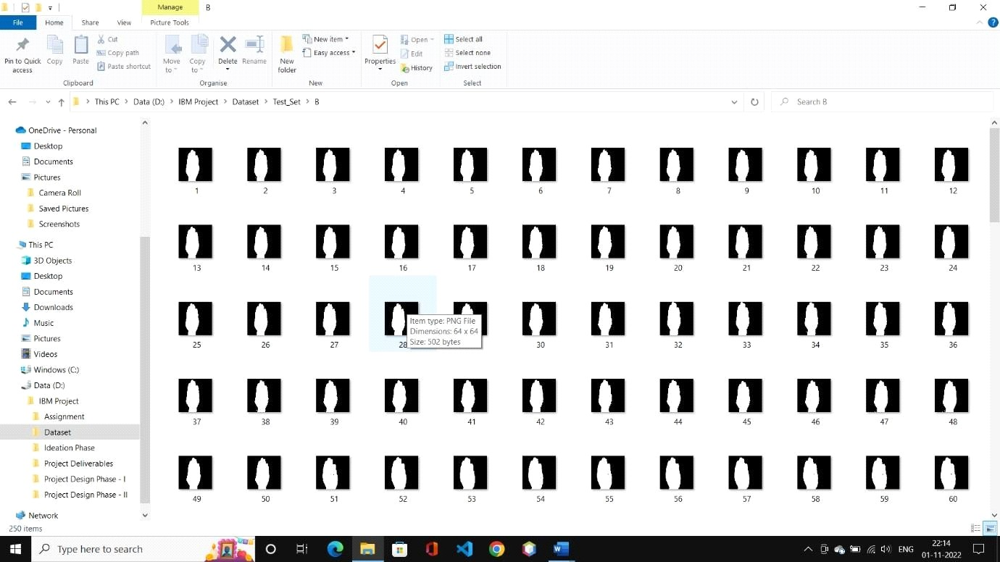 Manage
B
File
Home
Share
View
Picture Tools
Pin to Quick access
Copy
Paste
Cut
Copy path
Paste shortcut
Clipboard
Move to
Copy to
Delete
Rename
Organise
New folder
New item
Easy access
New
Properties
Open
Edit
History
Open
Select all
Select none
Invert selection
Select
This PC > Data (D:) > IBM Project > Dataset > Test_Set > B
Search B
OneDrive - Personal
Desktop
Documents
Pictures
Camera Roll
Saved Pictures
Screenshots
This PC
3D Objects
Desktop
Documents
Downloads
Music
Pictures
Videos
Windows (C:)
Data (D:)
IBM Project
Assignment
Dataset
Ideation Phase
Project Deliverables
Project Design Phase - I
Project Design Phase - II
Network
1 2 3 4 5 6 7 8 9 10 11 12
13 14 15 16 17 18 19 20 21 22 23 24
25 26 27 28 30 31 32 33 34 35 36
Item type: PNG File
Dimensions: 64 x 64
Size: 502 bytes
37 38 39 40 41 42 43 44 45 46 47 48
49 50 51 52 53 54 55 56 57 58 59 60
250 items
Type here to search
ENG
22:14
01-11-2022